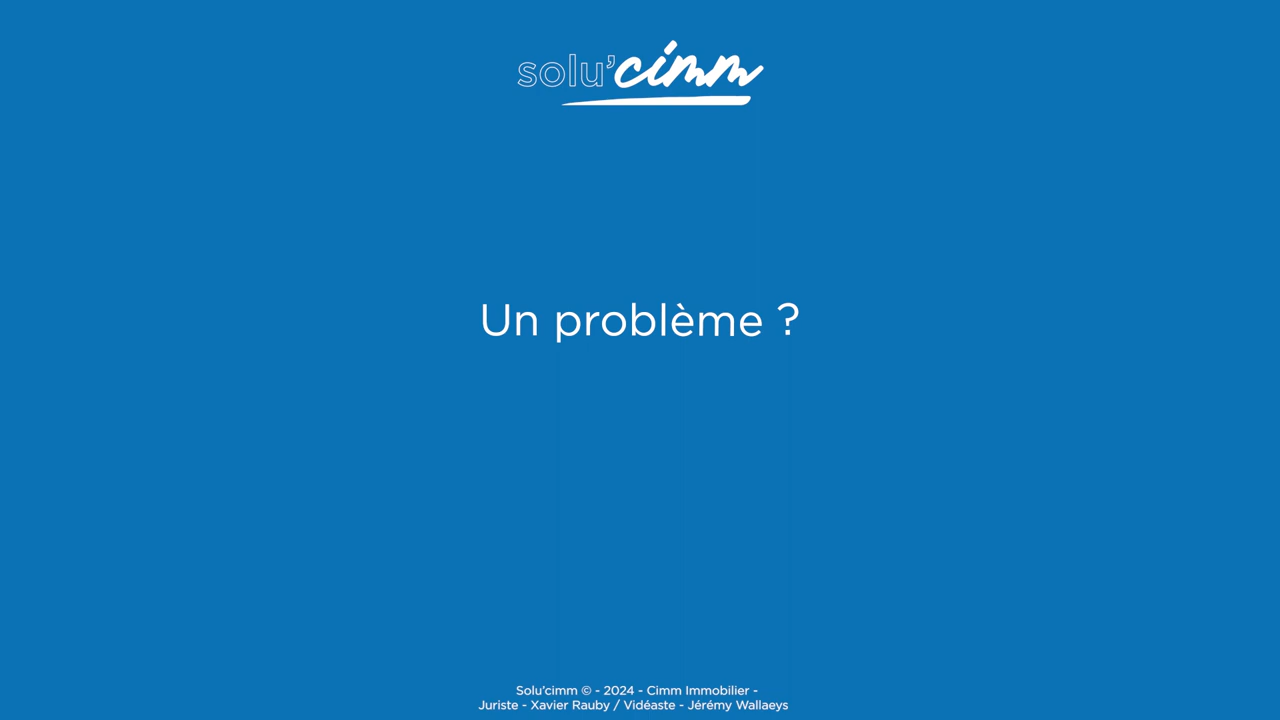 solu'cimm
Un problème ?
Solu'cimm © - 2024 - Cimm Immobilier -
Juriste - Xavier Rauby / Vidéaste - Jérémy Wallaeys